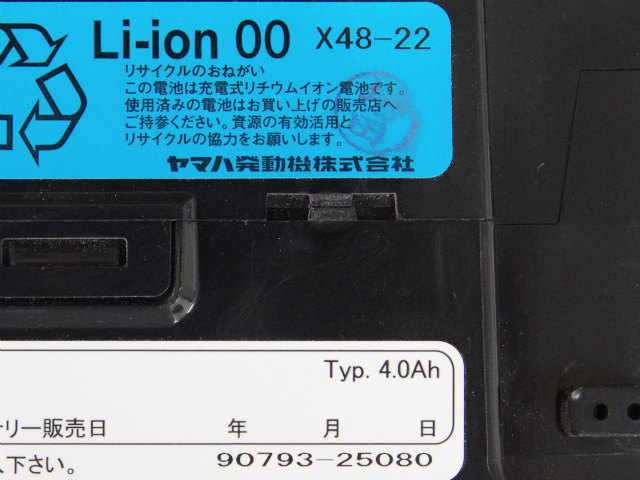 Li-ion 00 X48-22
リサイクルのおねがい
この電池は充電式リチウムイオン電池です。
使用済みの電池はお買い上げの販売店へ
ご持参ください。資源の有効活用と
リサイクルの協力をお願いします。
ヤマハ発動機株式会社
Typ. 4.0Ah
テリー販売日 年 月 日
下さい。 90793-25080